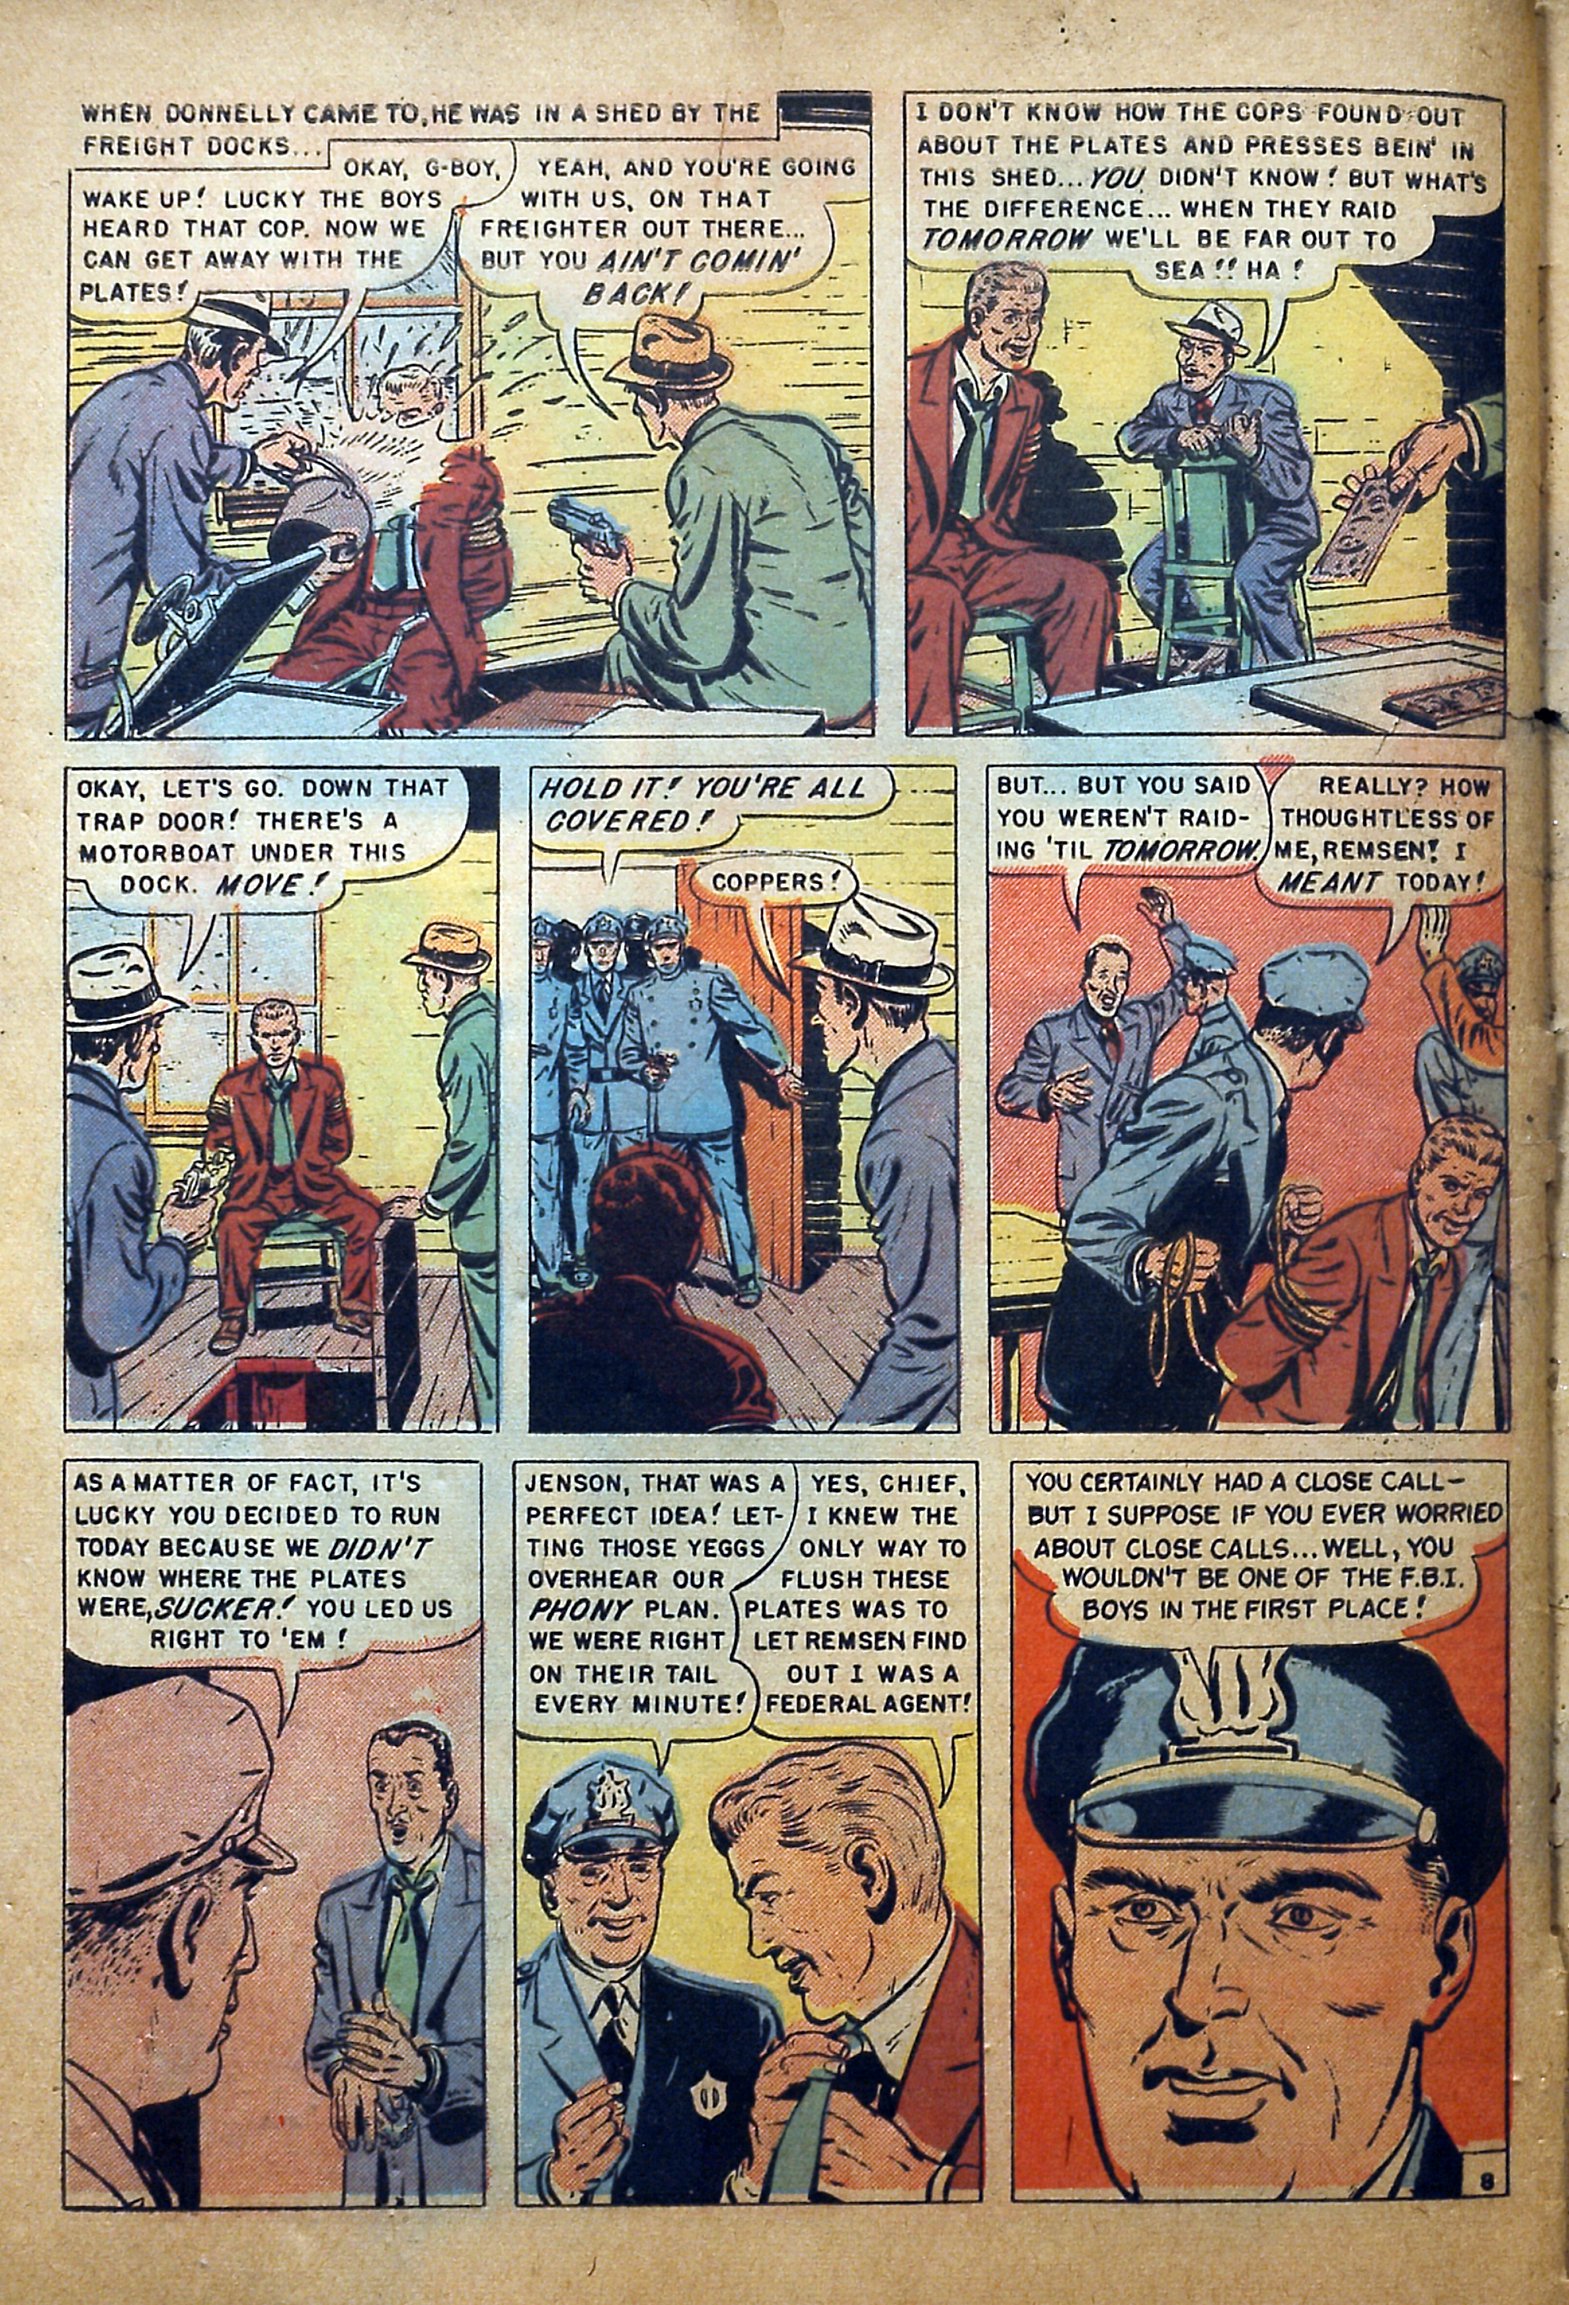 WHEN DONNELLY CAME TO, HE WAS IN A SHED BY THE
FREIGHT DOCKS...
OKAY, G-BOY,
WAKE UP! LUCKY THE BOYS
HEARD THAT COP. NOW WE
CAN GET AWAY WITH THE
PLATES!
YEAH, AND YOU'RE GOING
WITH US, ON THAT
FREIGHTER OUT THERE...
BUT YOU AIN'T COMIN'
BACK!
I DON'T KNOW HOW THE COPS FOUND OUT
ABOUT THE PLATES AND PRESSES BEIN' IN
THIS SHED... YOU DIDN'T KNOW! BUT WHAT'S
THE DIFFERENCE... WHEN THEY RAID
TOMORROW WE'LL BE FAR OUT TO
SEA!! HA!
OKAY, LET'S GO. DOWN THAT
TRAP DOOR! THERE'S A
MOTORBOAT UNDER THIS
DOCK. MOVE!
HOLD IT! YOU'RE ALL
COVERED!
COPPERS!
BUT... BUT YOU SAID
YOU WEREN'T RAID-
ING 'TIL TOMORROW.
REALLY? HOW
THOUGHTLESS OF
ME, REMSEN! I
MEANT TODAY!
AS A MATTER OF FACT, IT'S
LUCKY YOU DECIDED TO RUN
TODAY BECAUSE WE DIDN'T
KNOW WHERE THE PLATES
WERE, SUCKER! YOU LED US
RIGHT TO 'EM!
JENSON, THAT WAS A
PERFECT IDEA! LET-
TING THOSE YEGGS
OVERHEAR OUR
PHONY PLAN.
WE WERE RIGHT
ON THEIR TAIL
EVERY MINUTE!
YES, CHIEF,
I KNEW THE
ONLY WAY TO
FLUSH THESE
PLATES WAS TO
LET REMSEN FIND
OUT I WAS A
FEDERAL AGENT!
YOU CERTAINLY HAD A CLOSE CALL—
BUT I SUPPOSE IF YOU EVER WORRIED
ABOUT CLOSE CALLS... WELL, YOU
WOULDN'T BE ONE OF THE F.B.I.
BOYS IN THE FIRST PLACE!
8